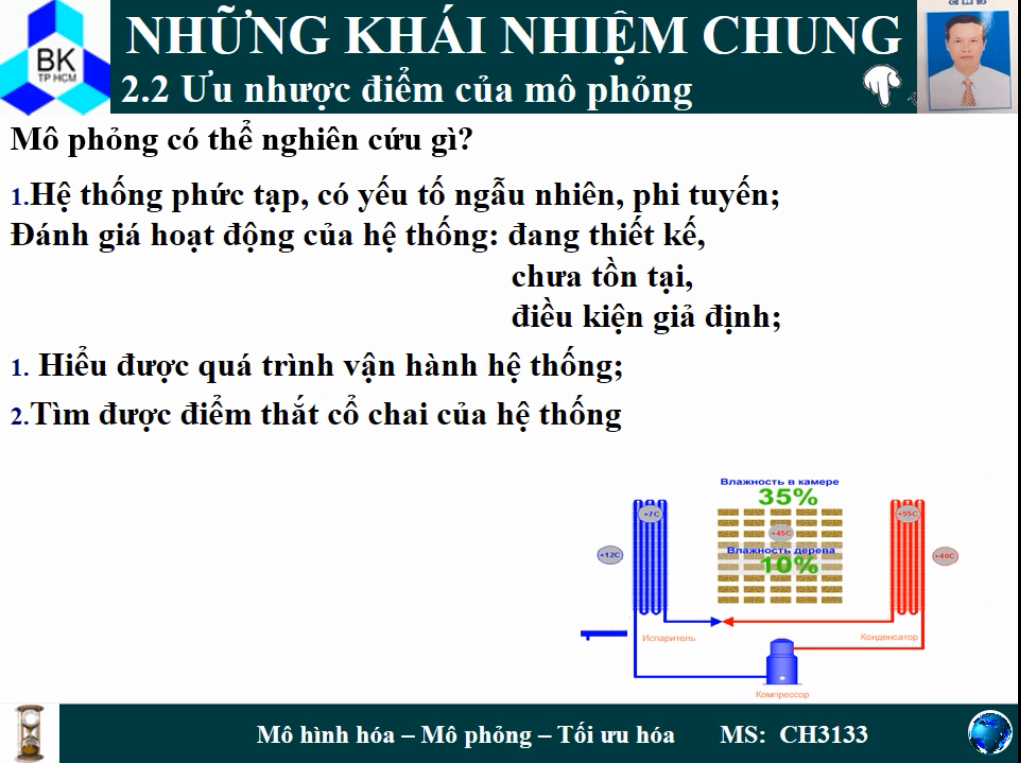 BK
TP HCM
NHỮNG KHÁI NHIỆM CHUNG
2.2 Ưu nhược điểm của mô phỏng
Mô phỏng có thể nghiên cứu gì?
1.Hệ thống phức tạp, có yếu tố ngẫu nhiên, phi tuyến;
Đánh giá hoạt động của hệ thống: đang thiết kế,
chưa tồn tại,
điều kiện giả định;
1. Hiểu được quá trình vận hành hệ thống;
2.Tìm được điểm thắt cổ chai của hệ thống
Влажность в камере
35%
+7C
+45C
+55C
+12C
Влажность дерева
10%
+40C
Испаритель
Конденсатор
Компрессор
Mô hình hóa – Mô phỏng – Tối ưu hóa MS: CH3133